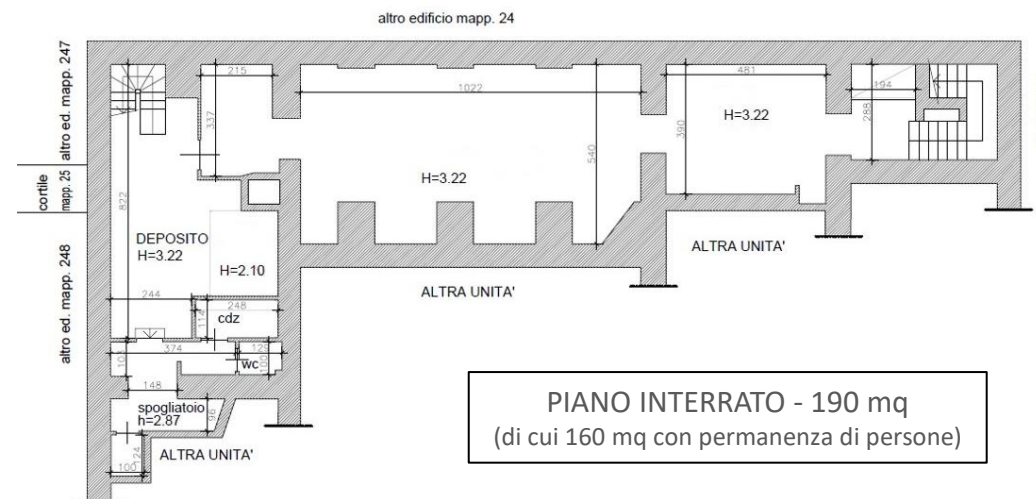 altro edificio mapp. 24
altro ed. mapp. 247
cortile
mapp. 25
altro ed. mapp. 248
215
337
1022
H=3.22
540
481
390
H=3.22
194
288
822
DEPOSITO
H=3.22
H=2.10
244
248
114
cdz
103
374
129
100
wc
148
spogliatoio
h=2.87
96
124
100
ALTRA UNITA'
ALTRA UNITA'
ALTRA UNITA'
PIANO INTERRATO - 190 mq
(di cui 160 mq con permanenza di persone)